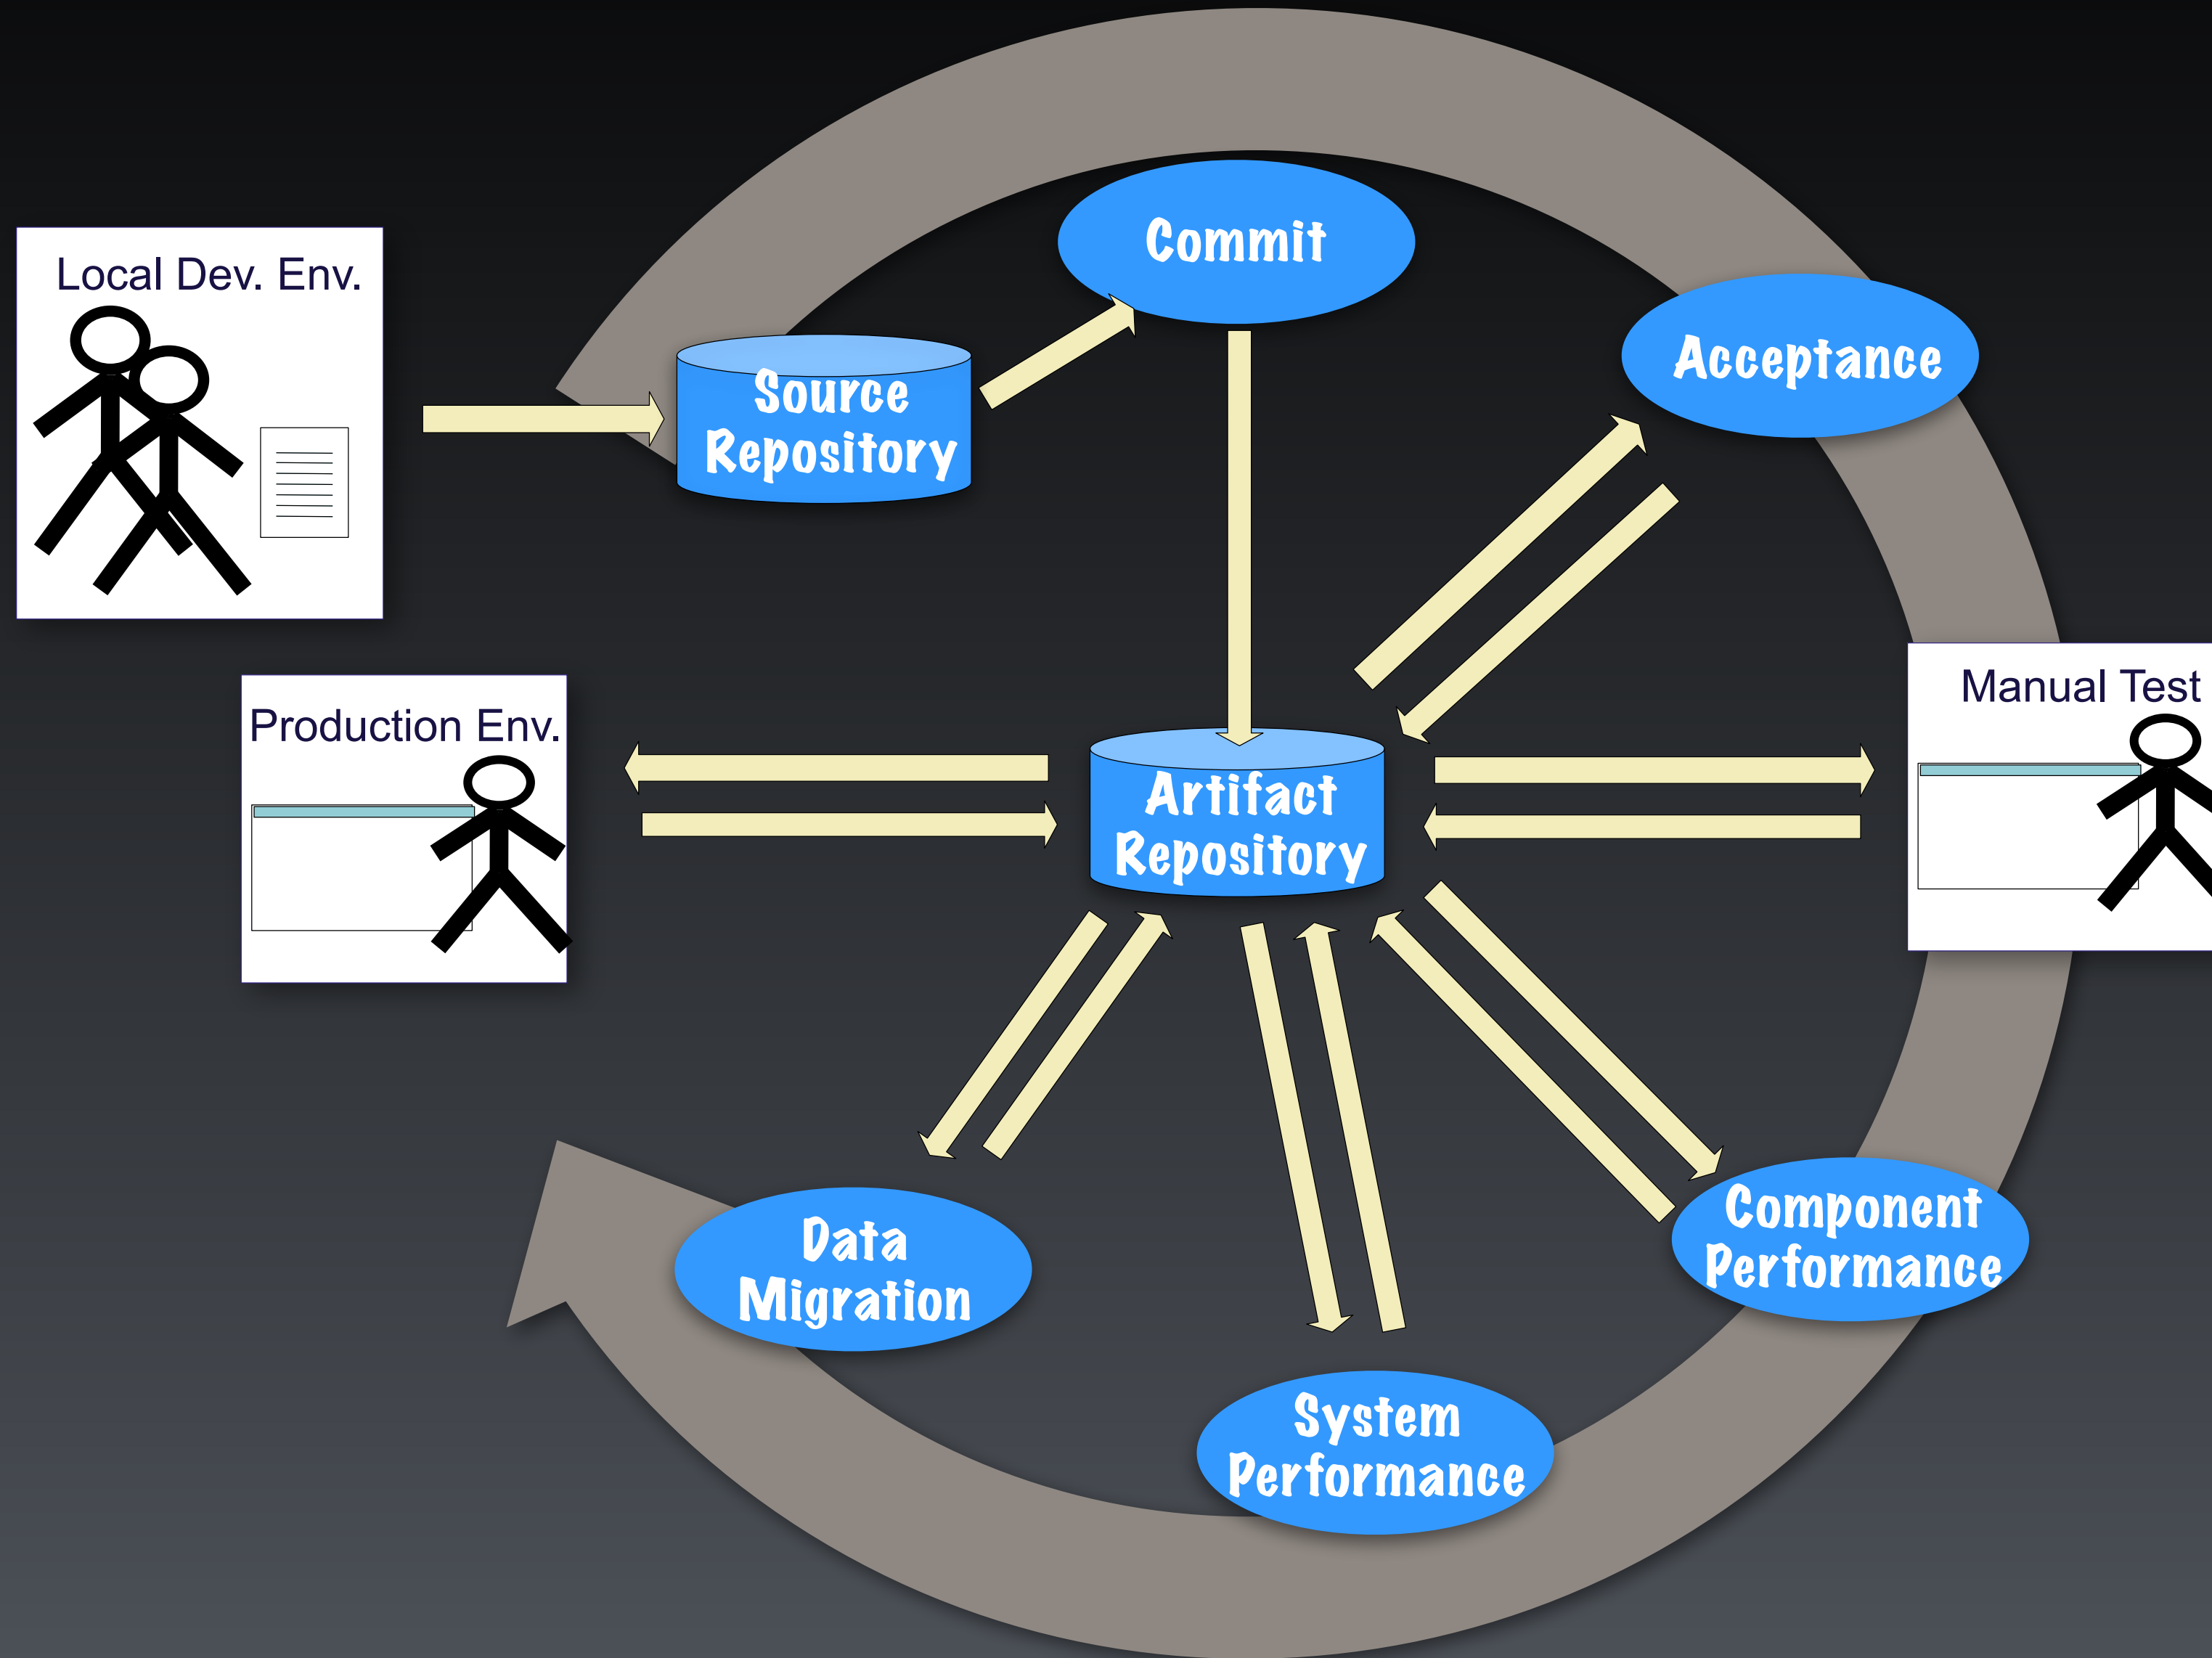 Commit
Local Dev. Env.
Acceptance
Source
Repository
Manual Test
Production Env.
Artifact
Repository
Component
Performance
Data
Migration
System
Performance